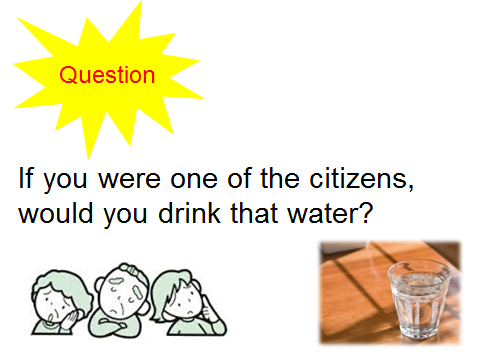 Question
If you were one of the citizens,
would you drink that water?